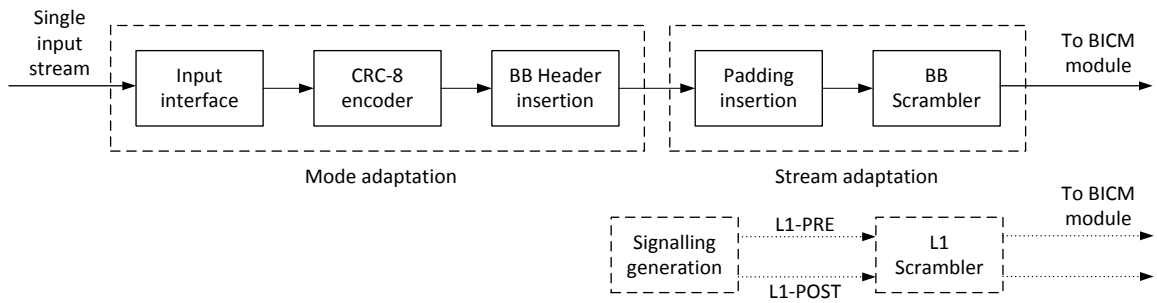 Single
input
stream
Input
interface
CRC-8
encoder
BB Header
insertion
Padding
insertion
BB
Scrambler
To BICM
module
Mode adaptation
Stream adaptation
Signalling
generation
L1-PRE
L1-POST
L1
Scrambler
To BICM
module